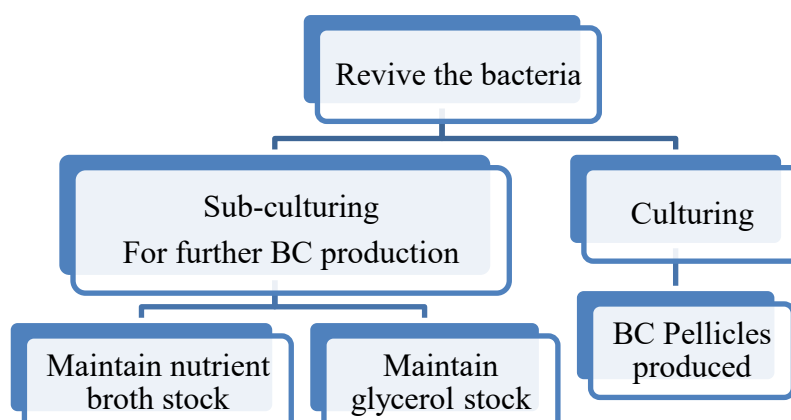 Revive the bacteria
Sub-culturing
For further BC production
Culturing
Maintain nutrient
broth stock
Maintain
glycerol stock
BC Pellicles
produced